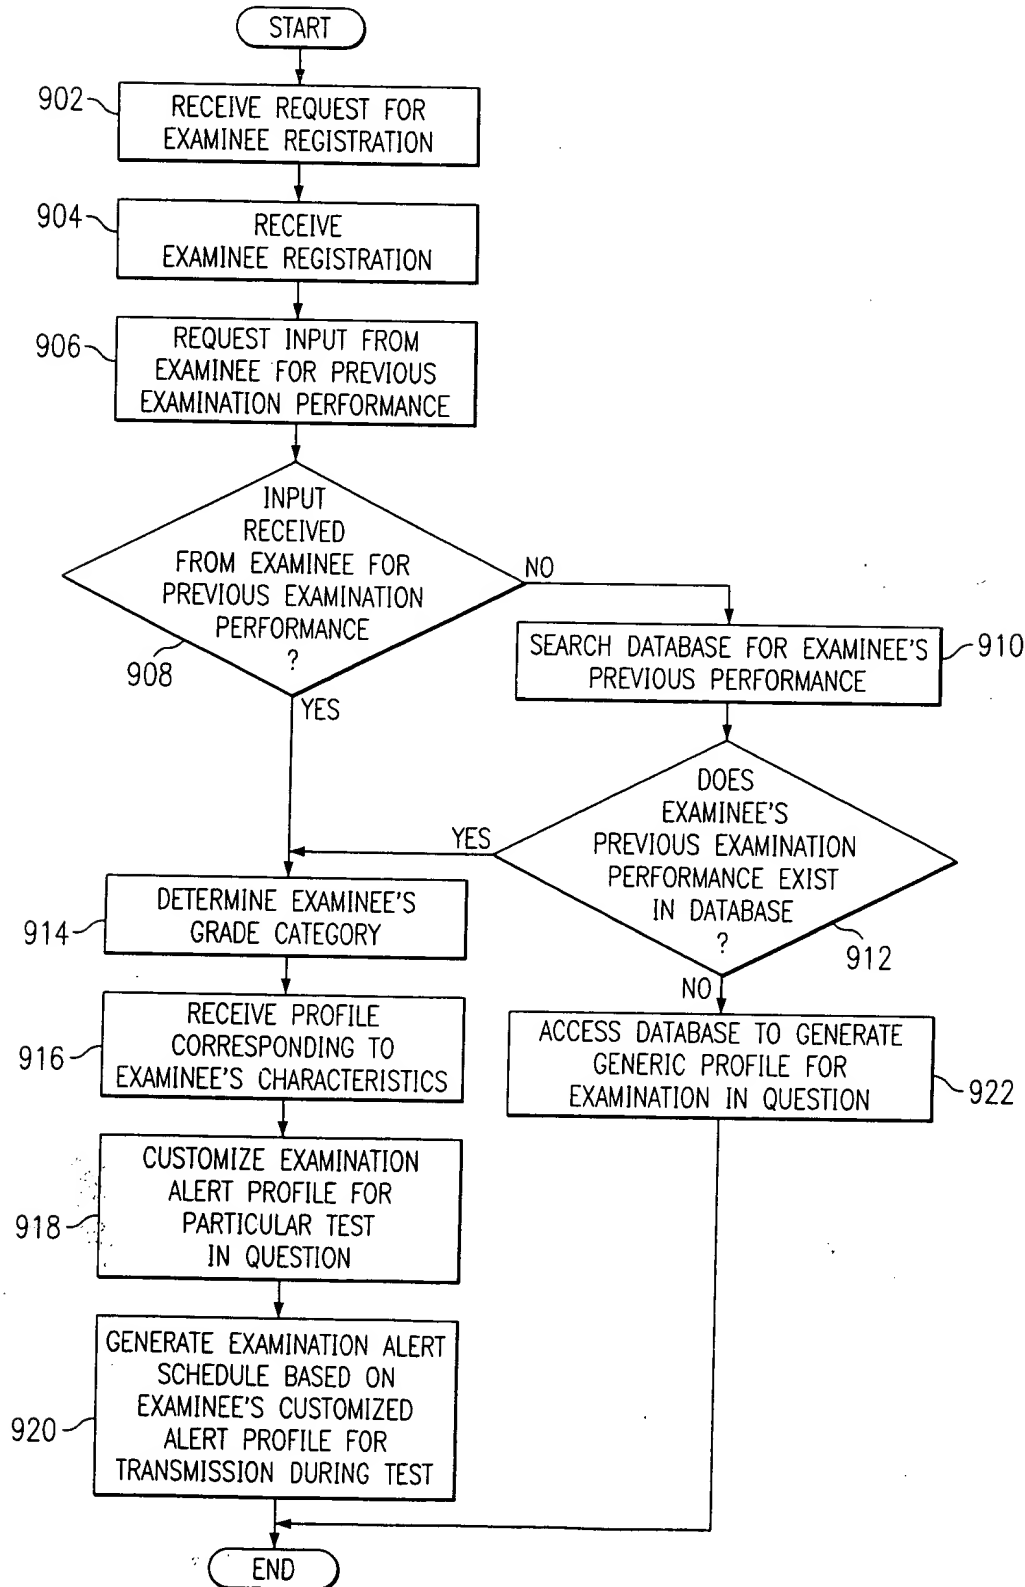 START
902
RECEIVE REQUEST FOR
EXAMINEE REGISTRATION
904
RECEIVE
EXAMINEE REGISTRATION
906
REQUEST INPUT FROM
EXAMINEE FOR PREVIOUS
EXAMINATION PERFORMANCE
INPUT
RECEIVED
FROM EXAMINEE FOR
PREVIOUS EXAMINATION
PERFORMANCE
?
908
NO
YES
SEARCH DATABASE FOR EXAMINEE'S
PREVIOUS PERFORMANCE
910
DOES
EXAMINEE'S
PREVIOUS EXAMINATION
PERFORMANCE EXIST
IN DATABASE
?
912
YES
NO
914
DETERMINE EXAMINEE'S
GRADE CATEGORY
916
RECEIVE PROFILE
CORRESPONDING TO
EXAMINEE'S CHARACTERISTICS
ACCESS DATABASE TO GENERATE
GENERIC PROFILE FOR
EXAMINATION IN QUESTION
922
918
CUSTOMIZE EXAMINATION
ALERT PROFILE FOR
PARTICULAR TEST
IN QUESTION
920
GENERATE EXAMINATION ALERT
SCHEDULE BASED ON
EXAMINEE'S CUSTOMIZED
ALERT PROFILE FOR
TRANSMISSION DURING TEST
END